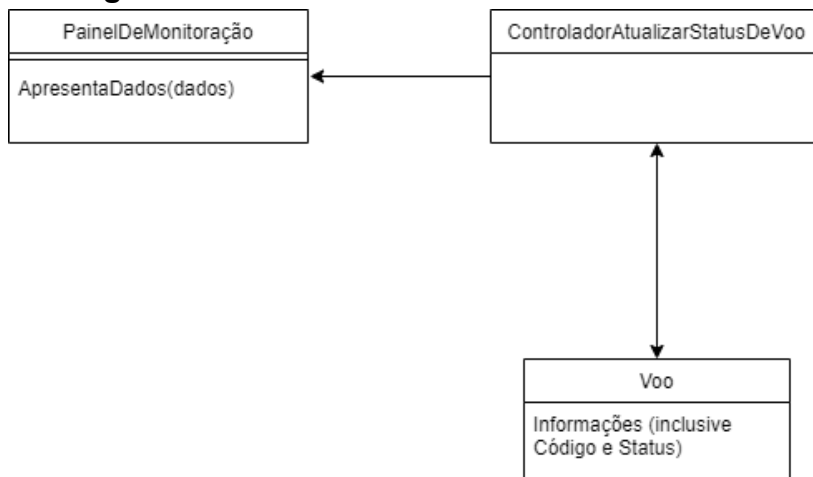 PainelDeMonitoração
ControladorAtualizarStatusDeVoo
ApresentaDados(dados)
Voo
Informações (inclusive
Código e Status)